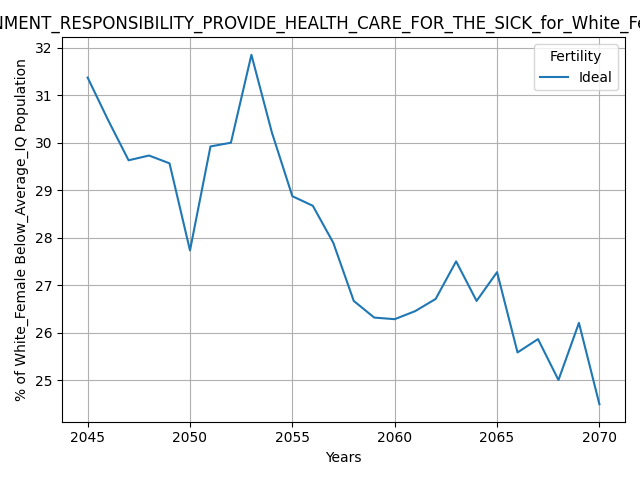 NMENT_RESPONSIBILITY_PROVIDE_HEALTH_CARE_FOR_THE_SICK_for_White_Fe
Fertility
Ideal
% of White_Female Below_Average_IQ Population
32
31
30
29
28
27
26
25
2045 2050 2055 2060 2065 2070
Years